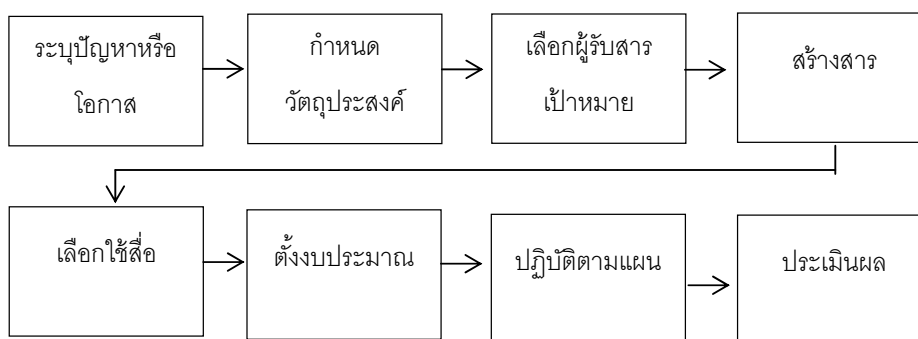 ระบุปัญหาหรือ
โอกาส
กำหนด
วัตถุประสงค์
เลือกผู้รับสาร
เป้าหมาย
สร้างสาร
เลือกใช้สื่อ
ตั้งงบประมาณ
ปฏิบัติตามแผน
ประเมินผล